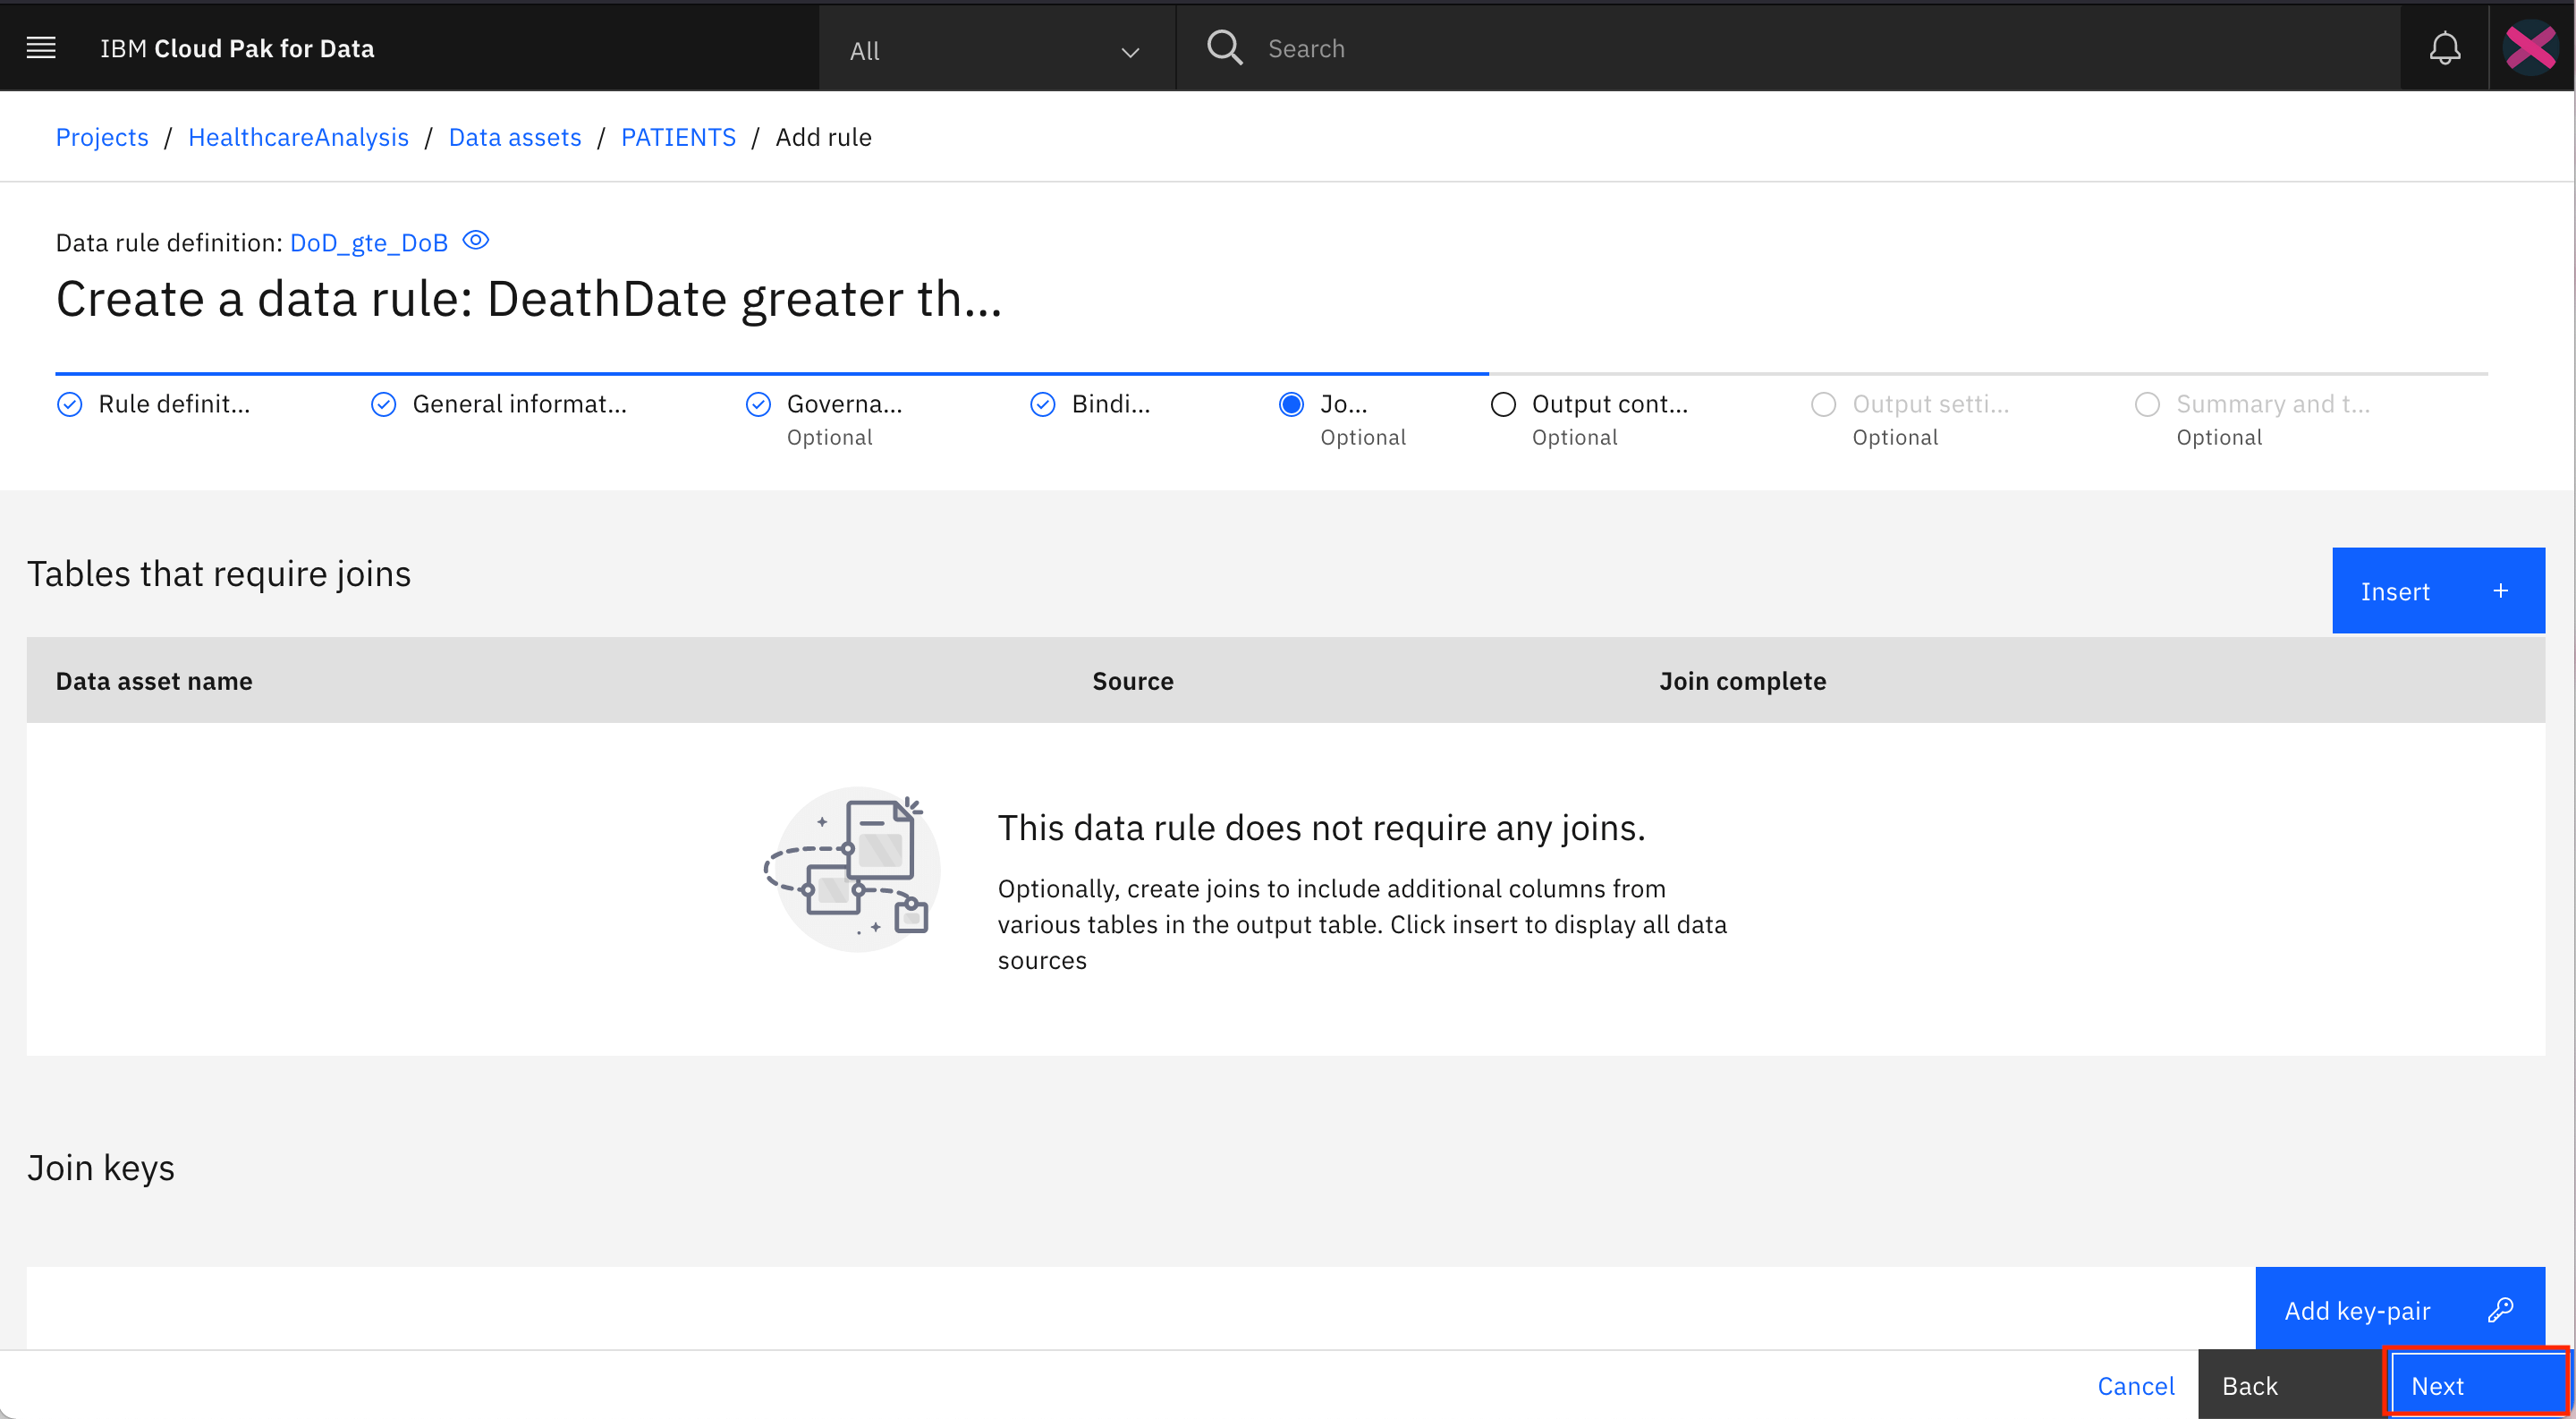 IBM Cloud Pak for Data
All
Search
Projects / HealthcareAnalysis / Data assets / PATIENTS / Add rule
Data rule definition: DoD_gte_DoB
Create a data rule: DeathDate greater th...
Rule definit...
General informat...
Governa...
Optional
Bindi...
Jo...
Optional
Output cont...
Optional
Output setti...
Optional
Summary and t...
Optional
Tables that require joins
Insert +
Data asset name Source Join complete
This data rule does not require any joins.
Optionally, create joins to include additional columns from
various tables in the output table. Click insert to display all data
sources
Join keys
Add key-pair
Cancel
Back
Next